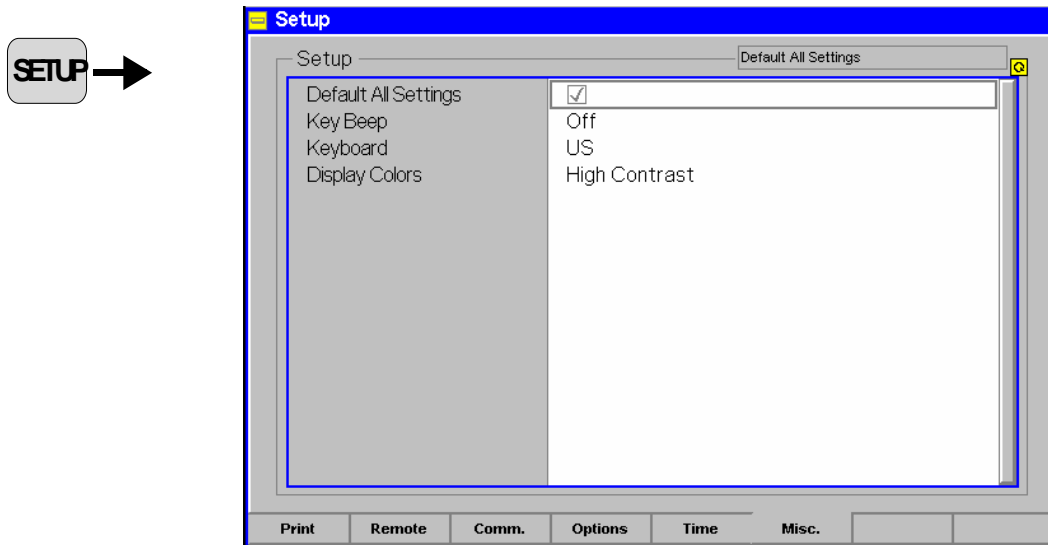 SETUP
Setup
Setup
Default All Settings
Default All Settings
Key Beep Off
Keyboard US
Display Colors High Contrast
Print Remote Comm. Options Time Misc.